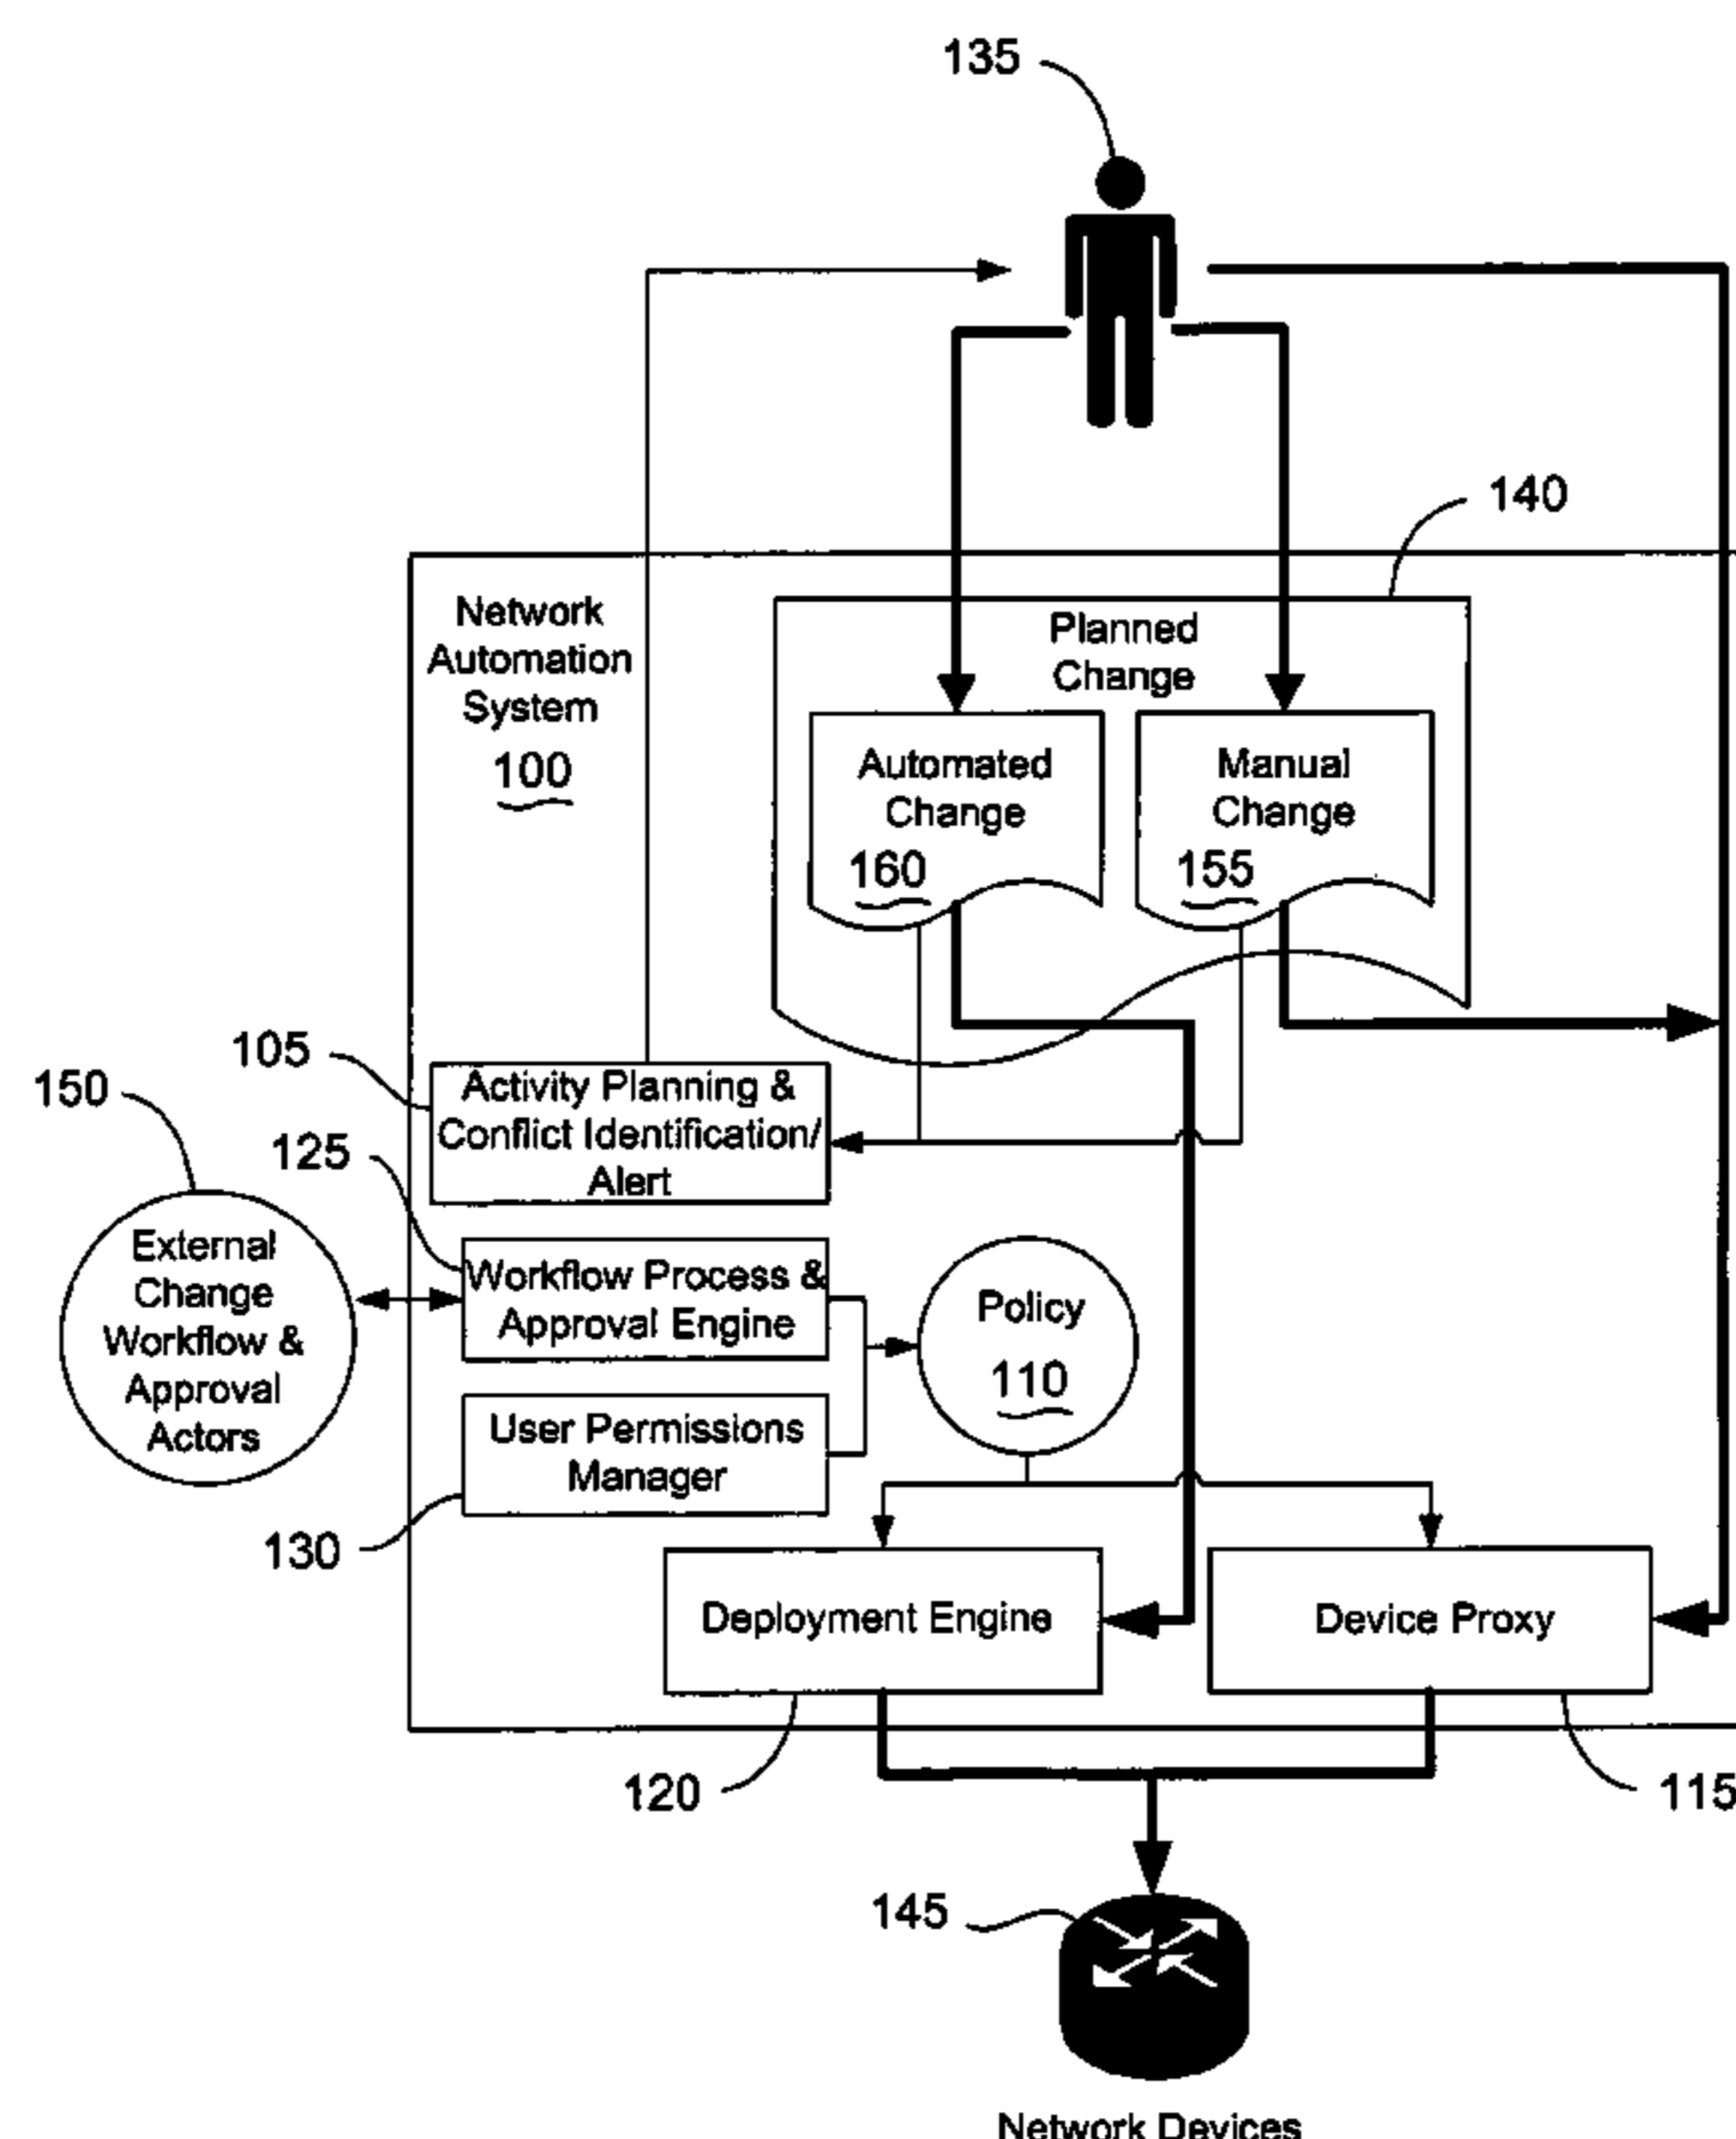 135
140
Network
Automation
System
100
Planned
Change
Automated
Change
160
Manual
Change
155
105
Activity Planning &
Conflict Identification/
Alert
150
125
External
Change
Workflow &
Approval
Actors
Workflow Process &
Approval Engine
Policy
110
User Permissions
Manager
130
Deployment Engine
Device Proxy
120
115
145
Network Devices